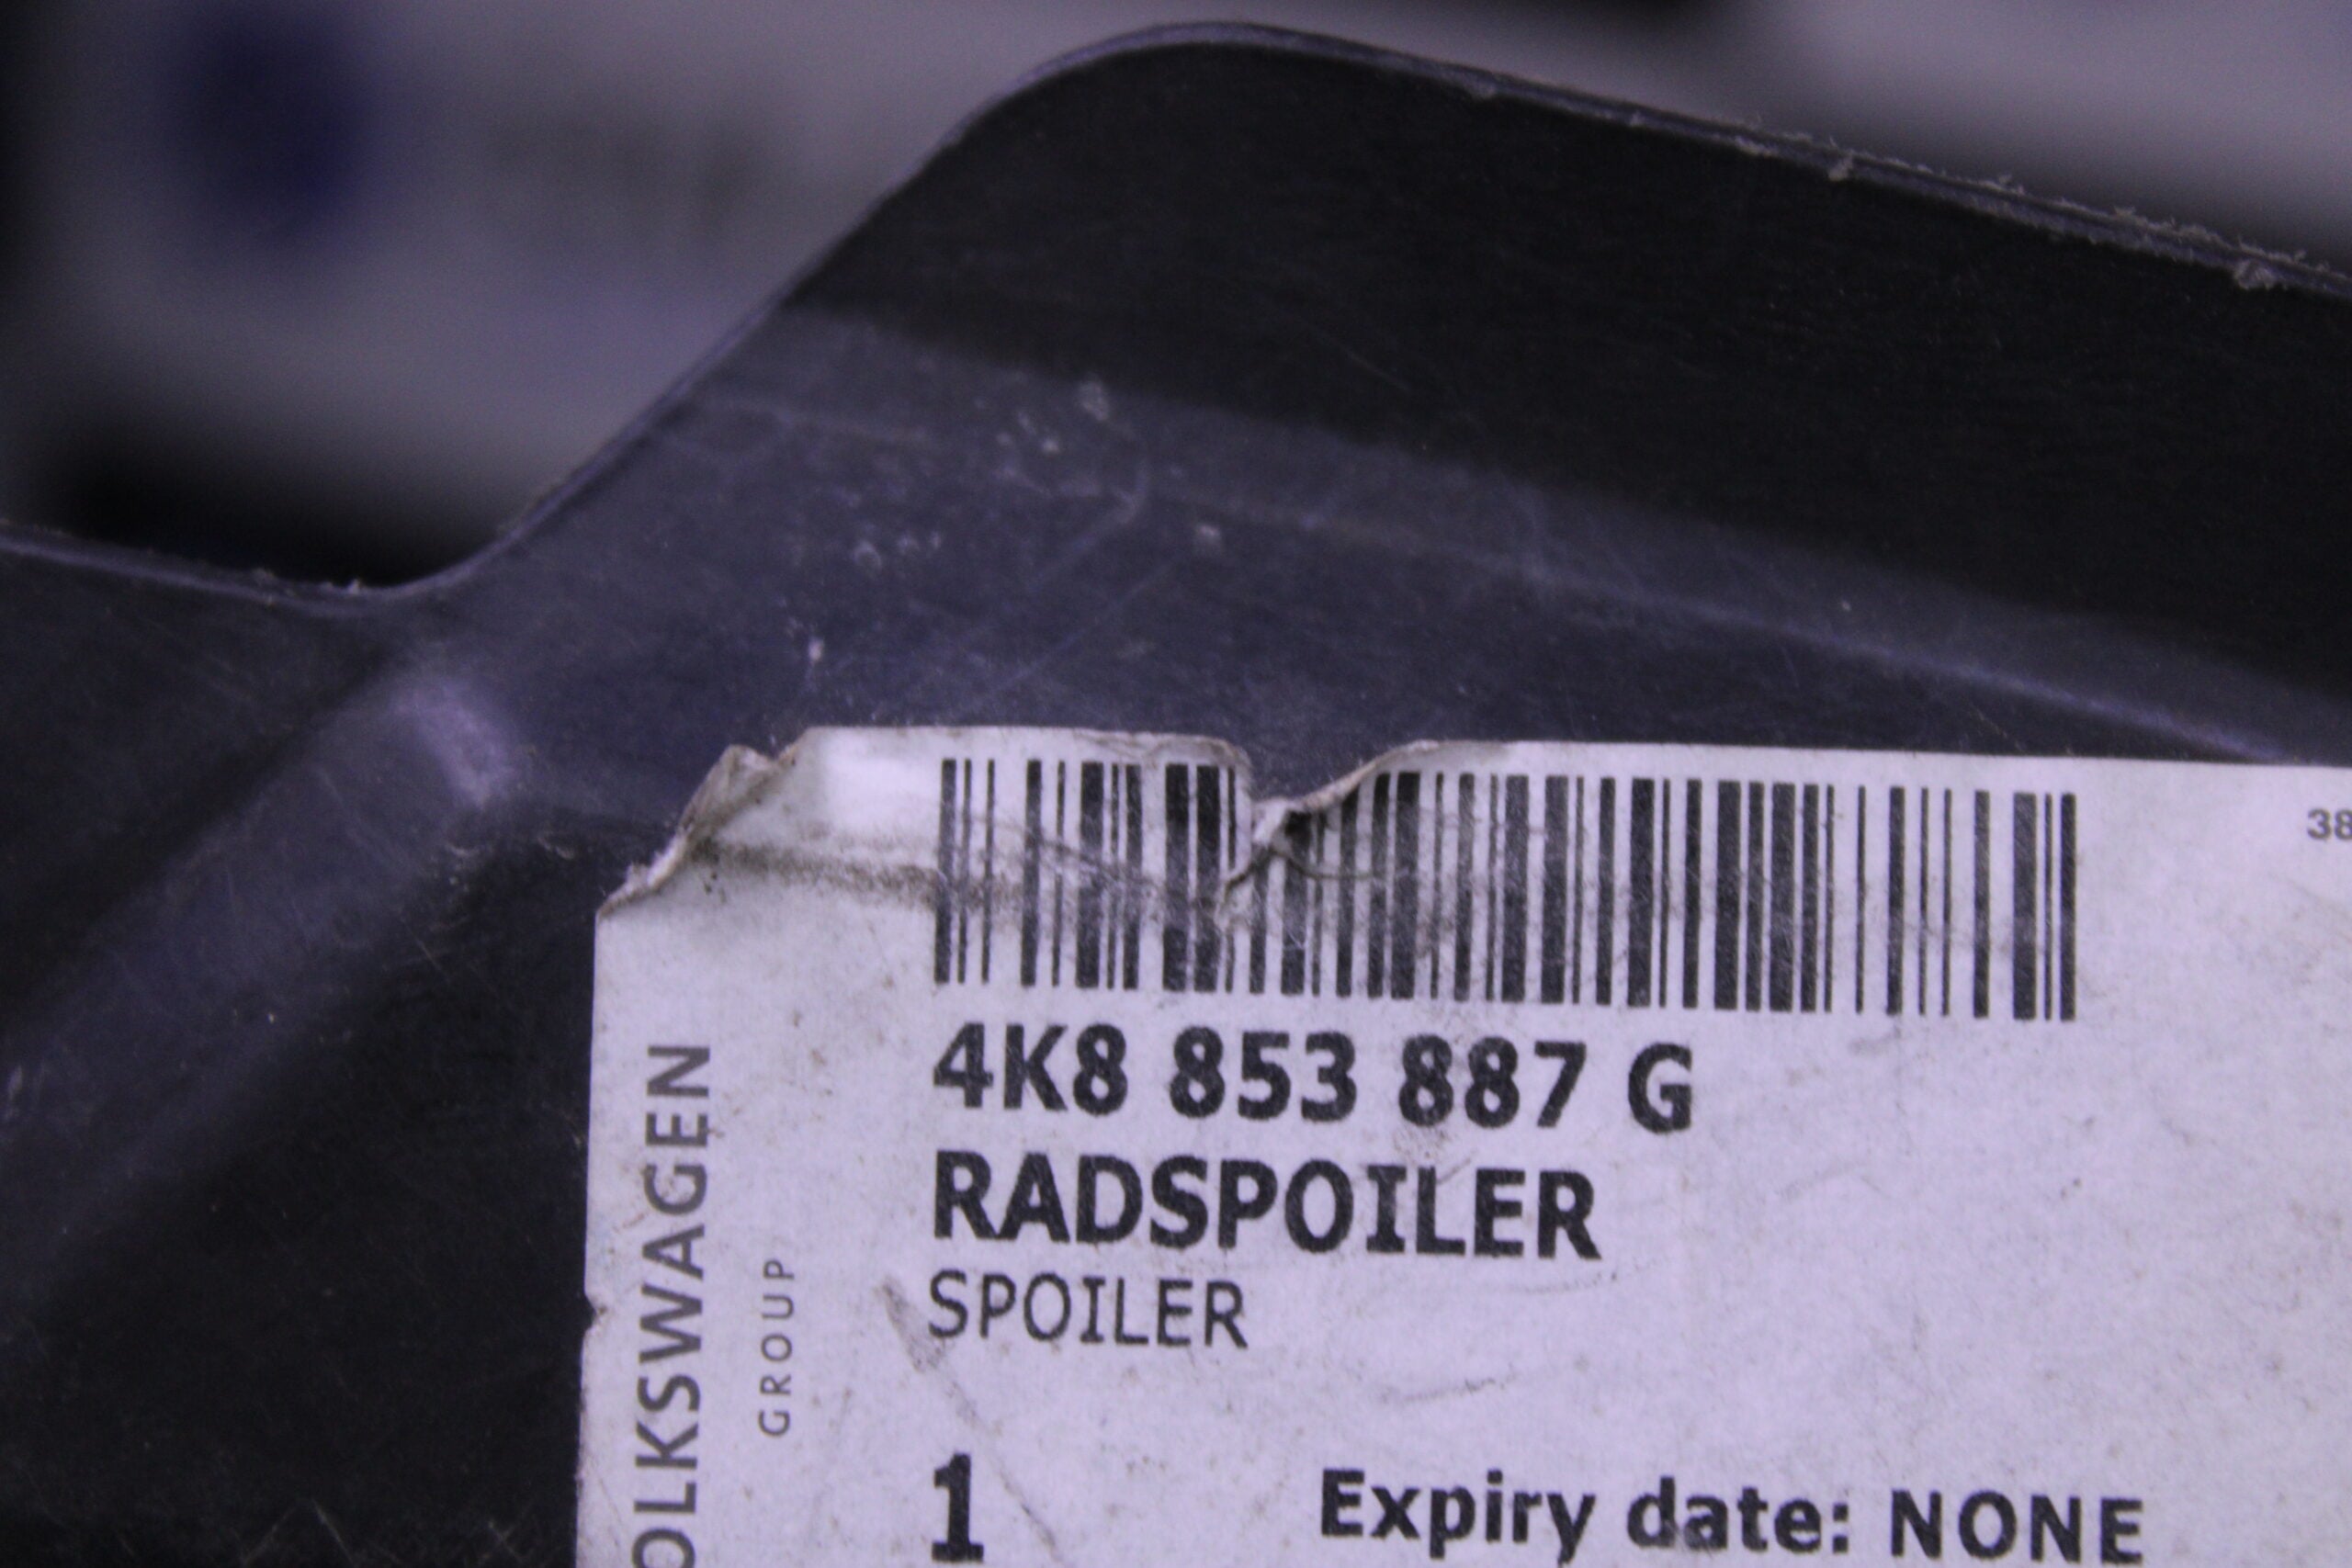 38
4K8 853 887 G
RADSPOILER
SPOILER
1
Expiry date: NONE
OLKSWAGEN
GROUP